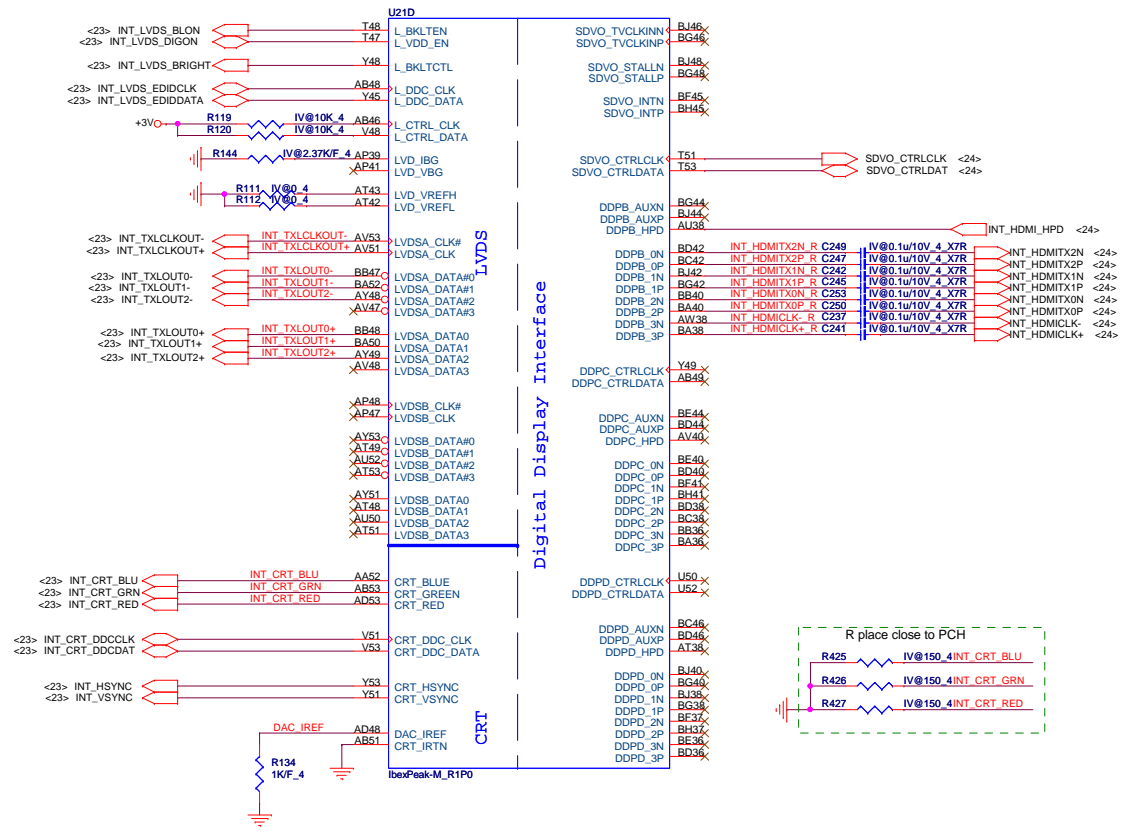 U21D
<23> INT_LVDS_BLON T48 L_BKLTEN
<23> INT_LVDS_DIGON T47 L_VDD_EN
<23> INT_LVDS_BRIGHT Y48 L_BKLTCTL
<23> INT_LVDS_EDIDCLK AB48 L_DDC_CLK
<23> INT_LVDS_EDIDDATA Y45 L_DDC_DATA
+3V R119 IV@10K_4 AB46 L_CTRL_CLK
R120 IV@10K_4 V48 L_CTRL_DATA
R144 IV@2.37K/F_4 AP39 LVD_IBG
AP41 LVD_VBG
R111 IV@0_4 AT43 LVD_VREFH
R112 IV@0_4 AT42 LVD_VREFL
LVDS
<23> INT_TXLCLKOUT- INT_TXLCLKOUT- AV53 LVDSA_CLK#
<23> INT_TXLCLKOUT+ INT_TXLCLKOUT+ AV51 LVDSA_CLK
<23> INT_TXLOUT0- INT_TXLOUT0- BB47 LVDSA_DATA#0
<23> INT_TXLOUT1- INT_TXLOUT1- BA52 LVDSA_DATA#1
<23> INT_TXLOUT2- INT_TXLOUT2- AY48 LVDSA_DATA#2
AV47 LVDSA_DATA#3
<23> INT_TXLOUT0+ INT_TXLOUT0+ BB48 LVDSA_DATA0
<23> INT_TXLOUT1+ INT_TXLOUT1+ BA50 LVDSA_DATA1
<23> INT_TXLOUT2+ INT_TXLOUT2+ AY49 LVDSA_DATA2
AV48 LVDSA_DATA3
AP48 LVDSB_CLK#
AP47 LVDSB_CLK
AY53 LVDSB_DATA#0
AT49 LVDSB_DATA#1
AU52 LVDSB_DATA#2
AT53 LVDSB_DATA#3
AY51 LVDSB_DATA0
AT48 LVDSB_DATA1
AU50 LVDSB_DATA2
AT51 LVDSB_DATA3
<23> INT_CRT_BLU INT_CRT_BLU AA52 CRT_BLUE
<23> INT_CRT_GRN INT_CRT_GRN AB53 CRT_GREEN
<23> INT_CRT_RED INT_CRT_RED AD53 CRT_RED
<23> INT_CRT_DDCCLK V51 CRT_DDC_CLK
<23> INT_CRT_DDCDAT V53 CRT_DDC_DATA
<23> INT_HSYNC Y53 CRT_HSYNC
<23> INT_VSYNC Y51 CRT_VSYNC
CRT
DAC_IREF AD48 DAC_IREF
AB51 CRT_IRTN
R134
1K/F_4
IbexPeak-M_R1P0
Digital Display Interface
SDVO_TVCLKINN BJ46
SDVO_TVCLKINP BG46
SDVO_STALLN BJ48
SDVO_STALLP BG48
SDVO_INTN BF45
SDVO_INTP BH45
SDVO_CTRLCLK T51 SDVO_CTRLCLK <24>
SDVO_CTRLDATA T53 SDVO_CTRLDAT <24>
DDPB_AUXN BG44
DDPB_AUXP BJ44
DDPB_HPD AU38 INT_HDMI_HPD <24>
DDPB_0N BD42 INT_HDMITX2N_R C249 IV@0.1u/10V_4_X7R INT_HDMITX2N <24>
DDPB_0P BC42 INT_HDMITX2P_R C247 IV@0.1u/10V_4_X7R INT_HDMITX2P <24>
DDPB_1N BJ42 INT_HDMITX1N_R C242 IV@0.1u/10V_4_X7R INT_HDMITX1N <24>
DDPB_1P BG42 INT_HDMITX1P_R C245 IV@0.1u/10V_4_X7R INT_HDMITX1P <24>
DDPB_2N BB40 INT_HDMITX0N_R C253 IV@0.1u/10V_4_X7R INT_HDMITX0N <24>
DDPB_2P BA40 INT_HDMITX0P_R C250 IV@0.1u/10V_4_X7R INT_HDMITX0P <24>
DDPB_3N AW38 INT_HDMICLK-_R C237 IV@0.1u/10V_4_X7R INT_HDMICLK- <24>
DDPB_3P BA38 INT_HDMICLK+_R C241 IV@0.1u/10V_4_X7R INT_HDMICLK+ <24>
DDPC_CTRLCLK Y49
DDPC_CTRLDATA AB49
DDPC_AUXN BE44
DDPC_AUXP BD44
DDPC_HPD AV40
DDPC_0N BE40
DDPC_0P BD40
DDPC_1N BF41
DDPC_1P BH41
DDPC_2N BD38
DDPC_2P BC38
DDPC_3N BB36
DDPC_3P BA36
DDPD_CTRLCLK U50
DDPD_CTRLDATA U52
DDPD_AUXN BC46
DDPD_AUXP BD46
DDPD_HPD AT38
DDPD_0N BJ40
DDPD_0P BG40
DDPD_1N BJ38
DDPD_1P BG38
DDPD_2N BF37
DDPD_2P BH37
DDPD_3N BE36
DDPD_3P BD36
R place close to PCH
R425 IV@150_4 INT_CRT_BLU
R426 IV@150_4 INT_CRT_GRN
R427 IV@150_4 INT_CRT_RED